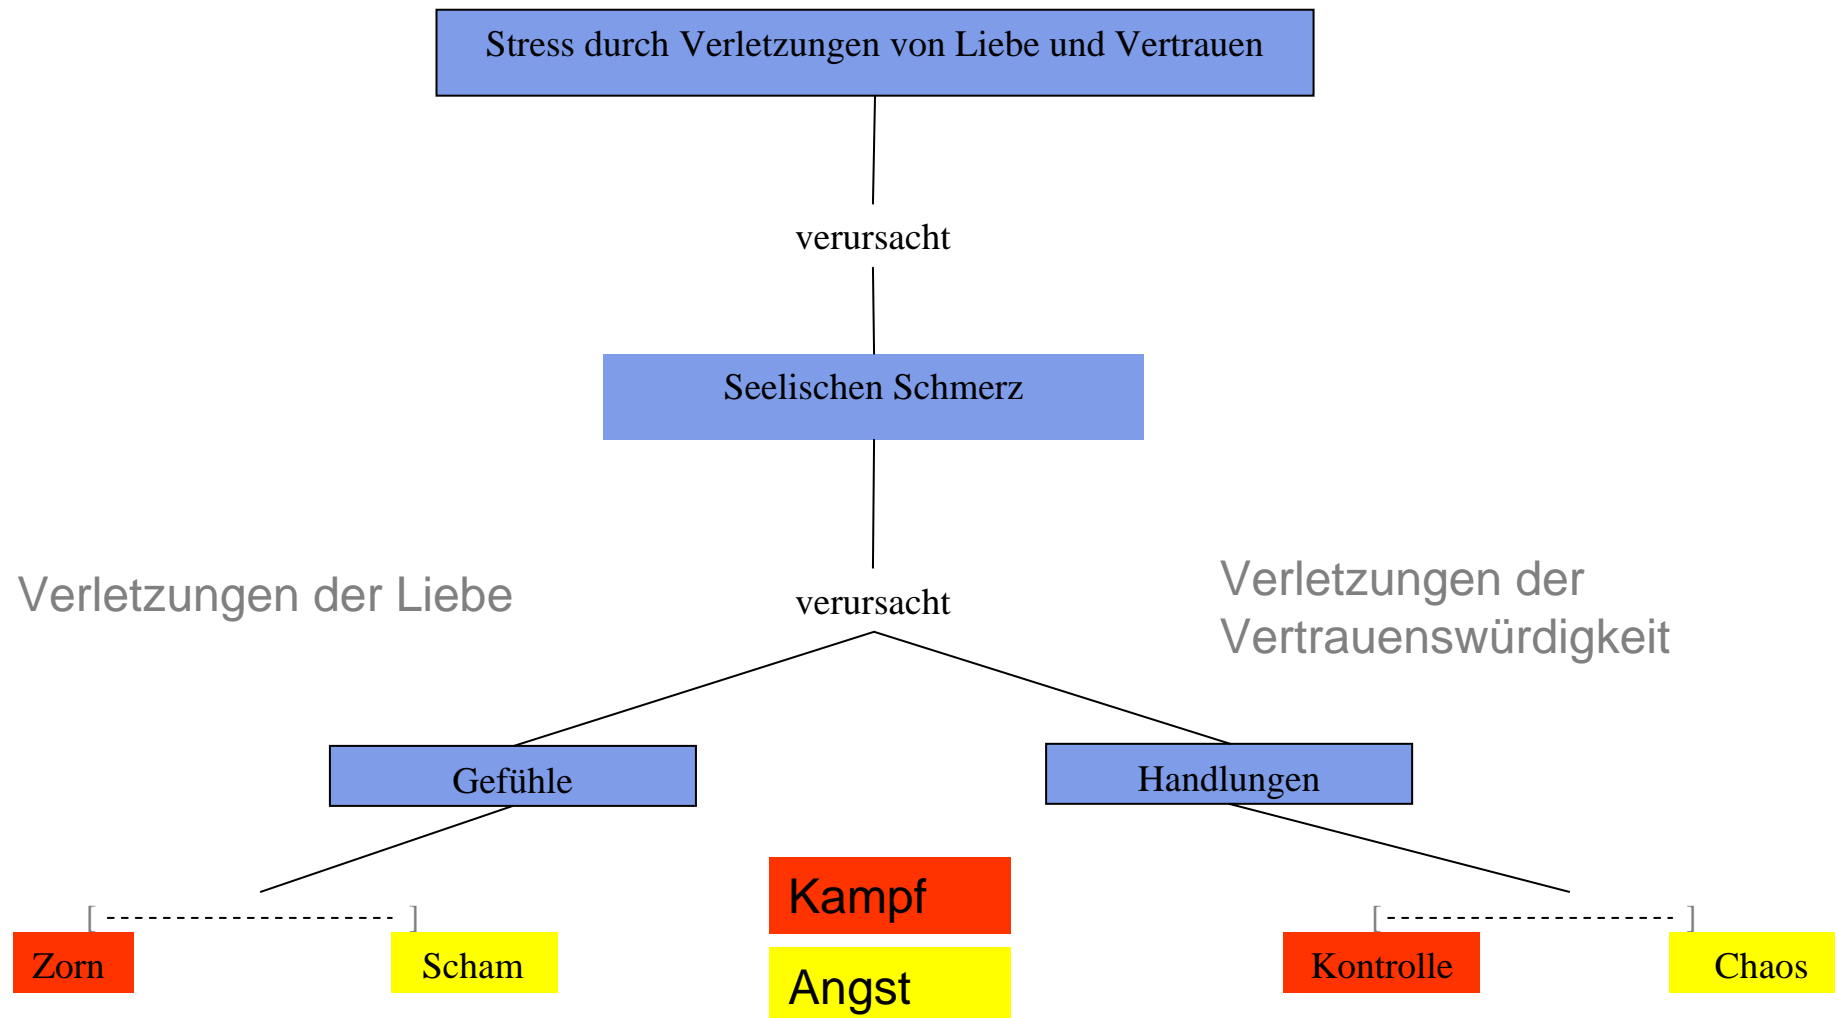 Stress durch Verletzungen von Liebe und Vertrauen
verursacht
Seelischen Schmerz
Verletzungen der Liebe
verursacht
Verletzungen der
Vertrauenswürdigkeit
Gefühle
Handlungen
Kampf
[ ]
[ ]
Zorn
Scham
Angst
Kontrolle
Chaos